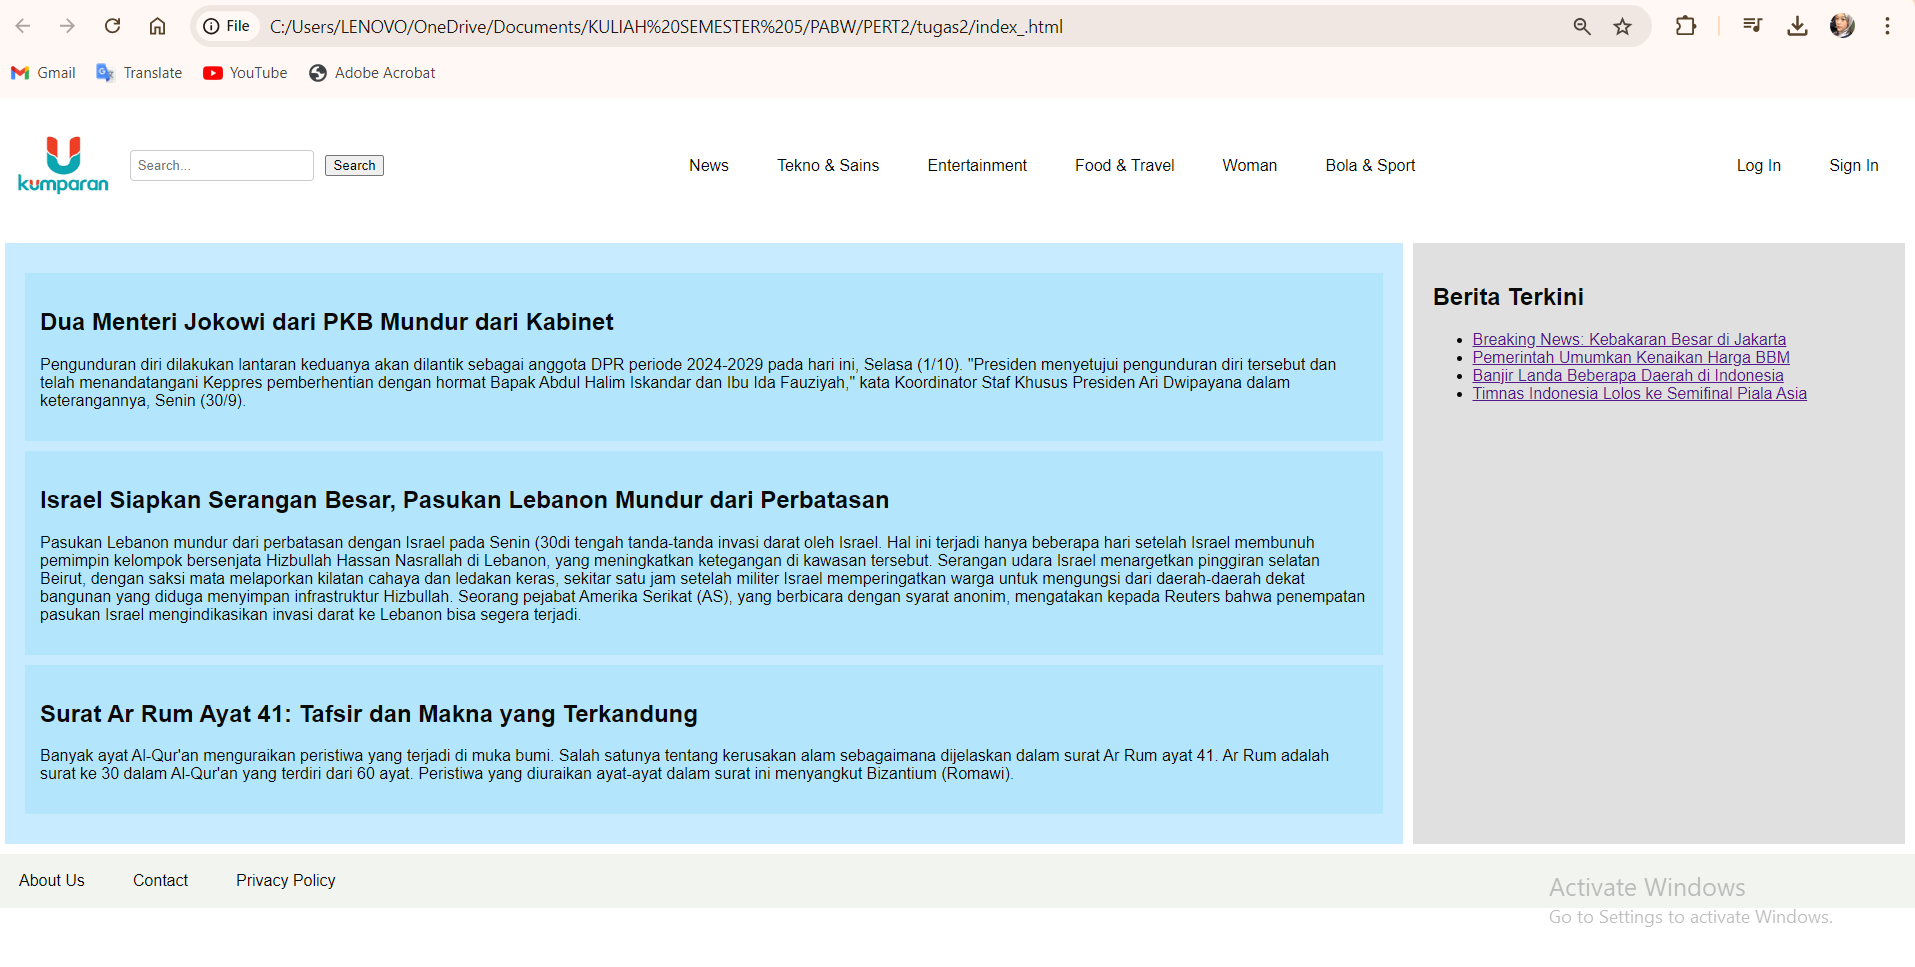 File C:/Users/LENOVO/OneDrive/Documents/KULIAH%20SEMESTER%205/PABW/PERT2/tugas2/index_.html
Gmail Translate YouTube Adobe Acrobat
kumparan Search... Search News Tekno & Sains Entertainment Food & Travel Woman Bola & Sport Log In Sign In
Dua Menteri Jokowi dari PKB Mundur dari Kabinet
Pengunduran diri dilakukan lantaran keduanya akan dilantik sebagai anggota DPR periode 2024-2029 pada hari ini, Selasa (1/10). "Presiden menyetujui pengunduran diri tersebut dan
telah menandatangani Keppres pemberhentian dengan hormat Bapak Abdul Halim Iskandar dan Ibu Ida Fauziyah," kata Koordinator Staf Khusus Presiden Ari Dwipayana dalam
keterangannya, Senin (30/9).
Israel Siapkan Serangan Besar, Pasukan Lebanon Mundur dari Perbatasan
Pasukan Lebanon mundur dari perbatasan dengan Israel pada Senin (30di tengah tanda-tanda invasi darat oleh Israel. Hal ini terjadi hanya beberapa hari setelah Israel membunuh
pemimpin kelompok bersenjata Hizbullah Hassan Nasrallah di Lebanon, yang meningkatkan ketegangan di kawasan tersebut. Serangan udara Israel menargetkan pinggiran selatan
Beirut, dengan saksi mata melaporkan kilatan cahaya dan ledakan keras, sekitar satu jam setelah militer Israel memperingatkan warga untuk mengungsi dari daerah-daerah dekat
bangunan yang diduga menyimpan infrastruktur Hizbullah. Seorang pejabat Amerika Serikat (AS), yang berbicara dengan syarat anonim, mengatakan kepada Reuters bahwa penempatan
pasukan Israel mengindikasikan invasi darat ke Lebanon bisa segera terjadi.
Surat Ar Rum Ayat 41: Tafsir dan Makna yang Terkandung
Banyak ayat Al-Qur'an menguraikan peristiwa yang terjadi di muka bumi. Salah satunya tentang kerusakan alam sebagaimana dijelaskan dalam surat Ar Rum ayat 41. Ar Rum adalah
surat ke 30 dalam Al-Qur'an yang terdiri dari 60 ayat. Peristiwa yang diuraikan ayat-ayat dalam surat ini menyangkut Bizantium (Romawi).
Berita Terkini
Breaking News: Kebakaran Besar di Jakarta
Pemerintah Umumkan Kenaikan Harga BBM
Banjir Landa Beberapa Daerah di Indonesia
Timnas Indonesia Lolos ke Semifinal Piala Asia
About Us Contact Privacy Policy
Activate Windows
Go to Settings to activate Windows.